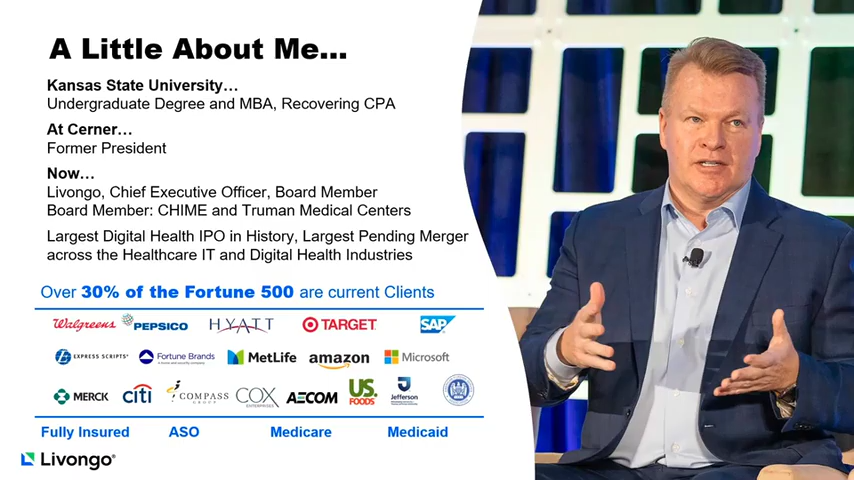 A Little About Me...
Kansas State University...
Undergraduate Degree and MBA, Recovering CPA
At Cerner...
Former President
Now...
Livongo, Chief Executive Officer, Board Member
Board Member: CHIME and Truman Medical Centers
Largest Digital Health IPO in History, Largest Pending Merger
across the Healthcare IT and Digital Health Industries
Over 30% of the Fortune 500 are current Clients
Walgreens PEPSICO HYATT TARGET SAP
EXPRESS SCRIPTS® Fortune Brands MetLife amazon Microsoft
MERCK citi COMPASS GROUP COX ENTERPRISES AECOM US. FOODS Jefferson
Fully Insured ASO Medicare Medicaid
Livongo®